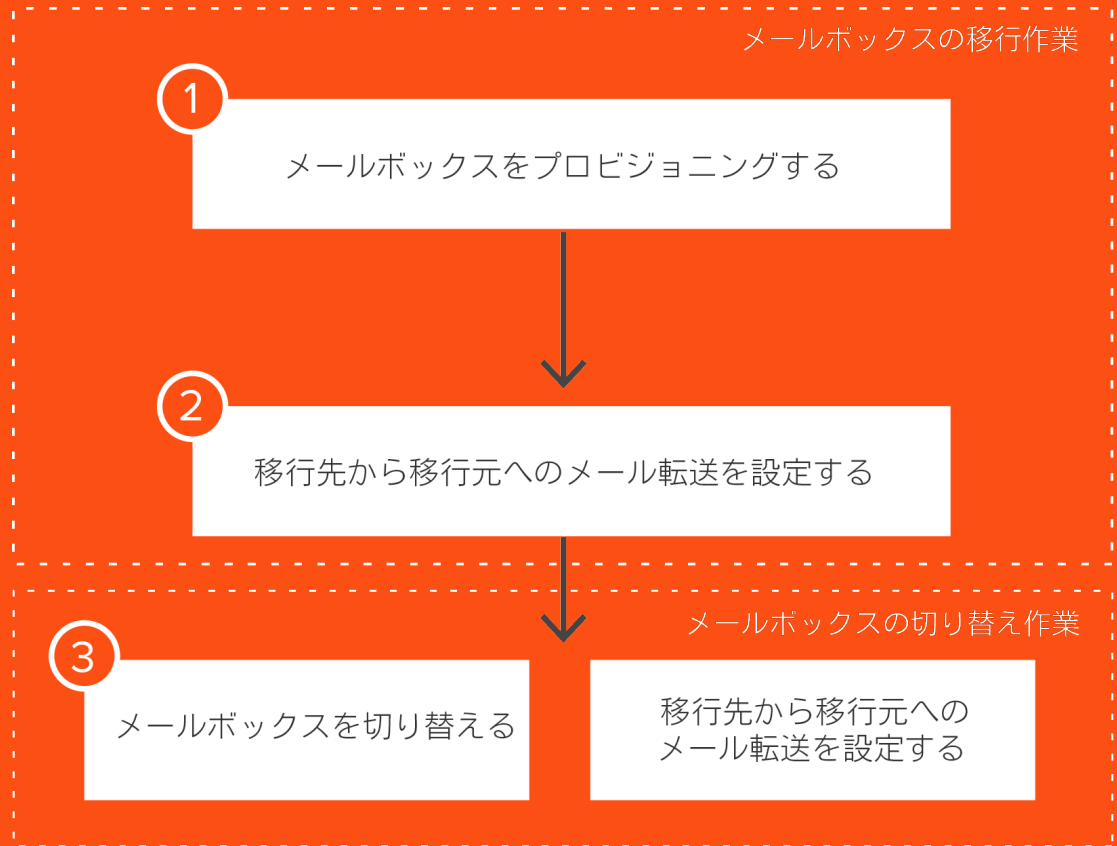 メールボックスの移行作業
1
メールボックスをプロビジョニングする
2
移行先から移行元へのメール転送を設定する
メールボックスの切り替え作業
3
メールボックスを切り替える
移行先から移行元への
メール転送を設定する